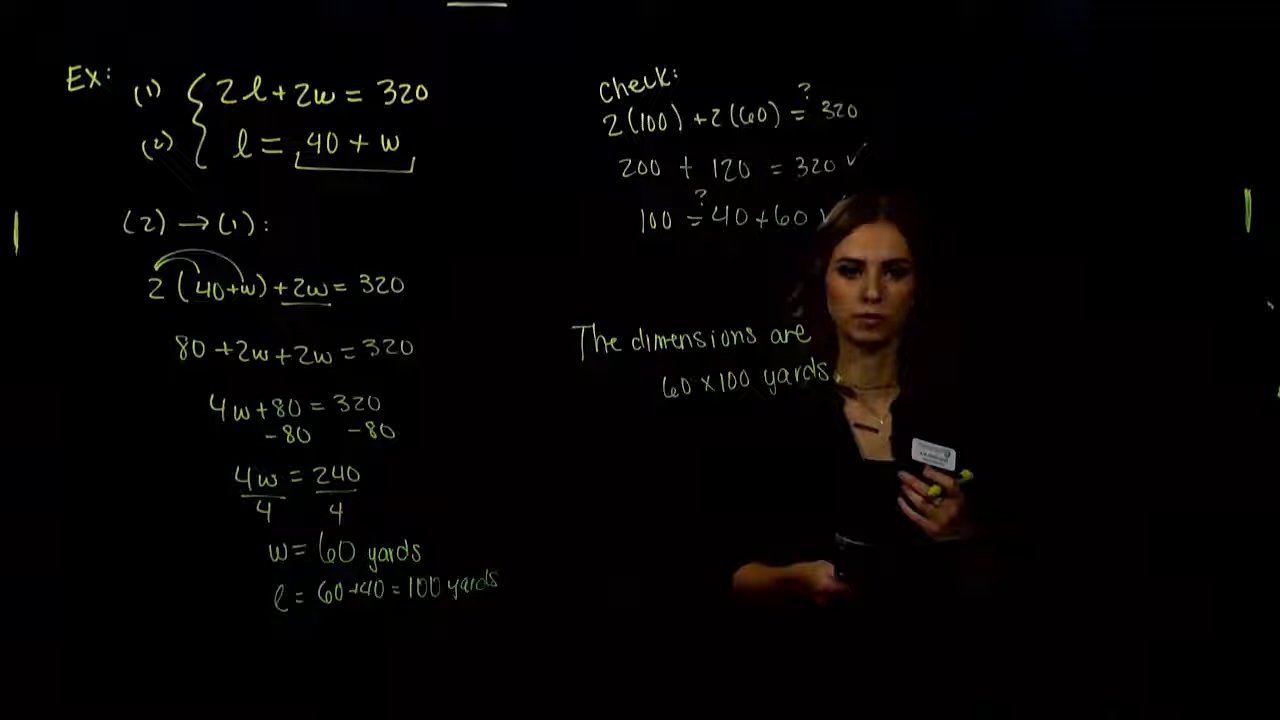 Ex: (1) { 2l + 2w = 320
(2) l = 40 + w
(2) → (1):
2(40+w) + 2w = 320
80 + 2w + 2w = 320
4w + 80 = 320
-80 -80
4w = 240
4 4
w = 60 yards
l = 60+40 = 100 yards
Check:
2(100) + 2(60) ≟ 320
200 + 120 = 320 ✓
100 ≟ 40+60 ✓
The dimensions are
60 x 100 yards.